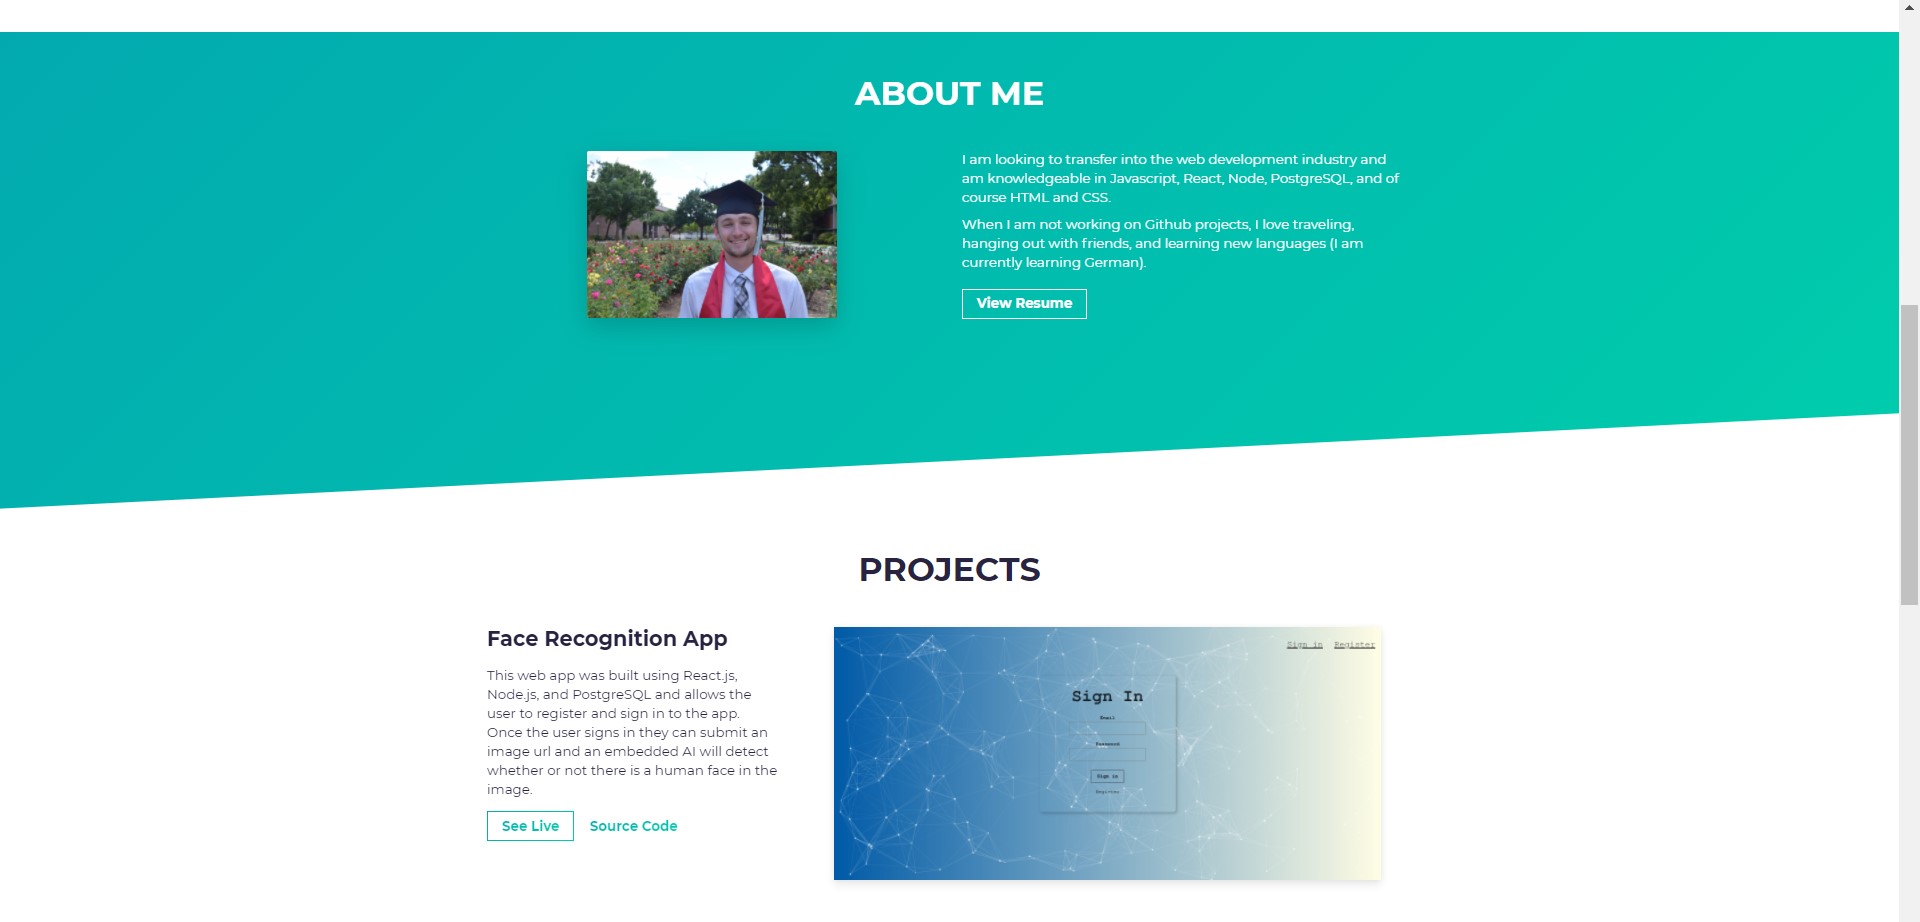 ABOUT ME
I am looking to transfer into the web development industry and
am knowledgeable in Javascript, React, Node, PostgreSQL, and of
course HTML and CSS.
When I am not working on Github projects, I love traveling,
hanging out with friends, and learning new languages (I am
currently learning German).
View Resume
PROJECTS
Face Recognition App
This web app was built using React.js,
Node.js, and PostgreSQL and allows the
user to register and sign in to the app.
Once the user signs in they can submit an
image url and an embedded AI will detect
whether or not there is a human face in the
image.
See Live Source Code
Sign in Register
Sign In
Email
Password
Sign in
Register